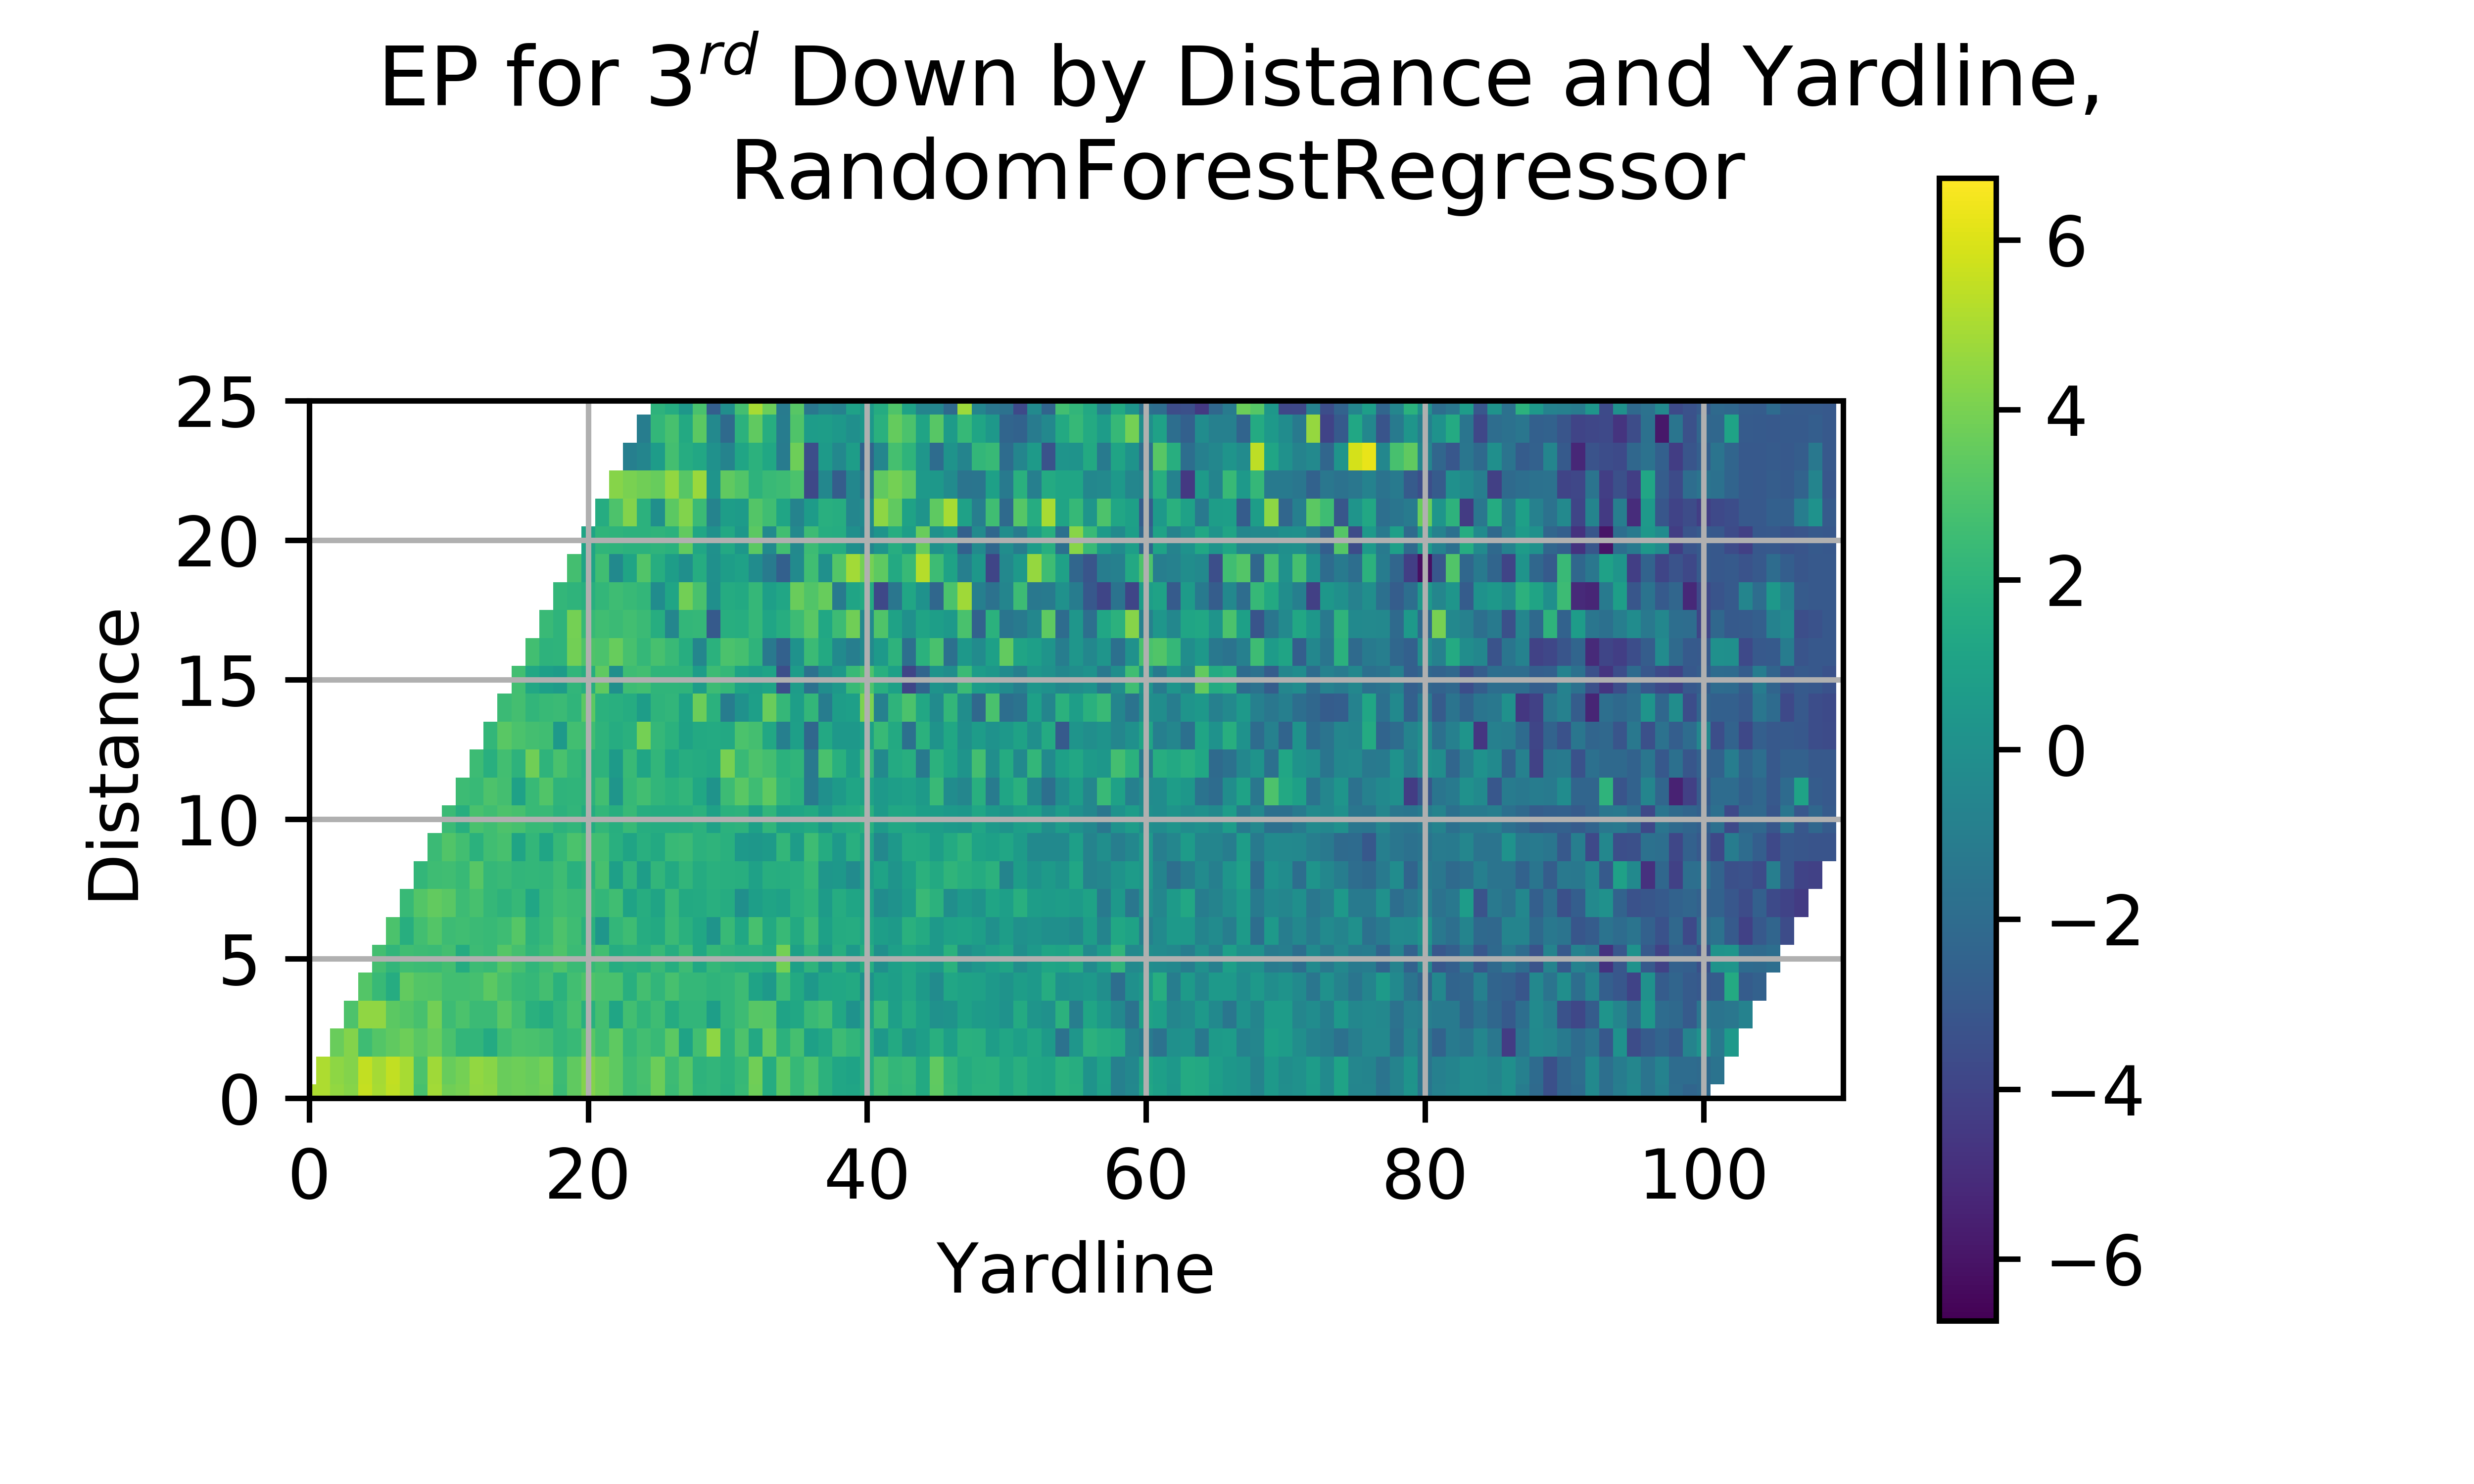 EP for 3rd Down by Distance and Yardline,
RandomForestRegressor
6
4
2
0
−2
−4
−6
25
20
15
10
5
0
Distance
0 20 40 60 80 100
Yardline